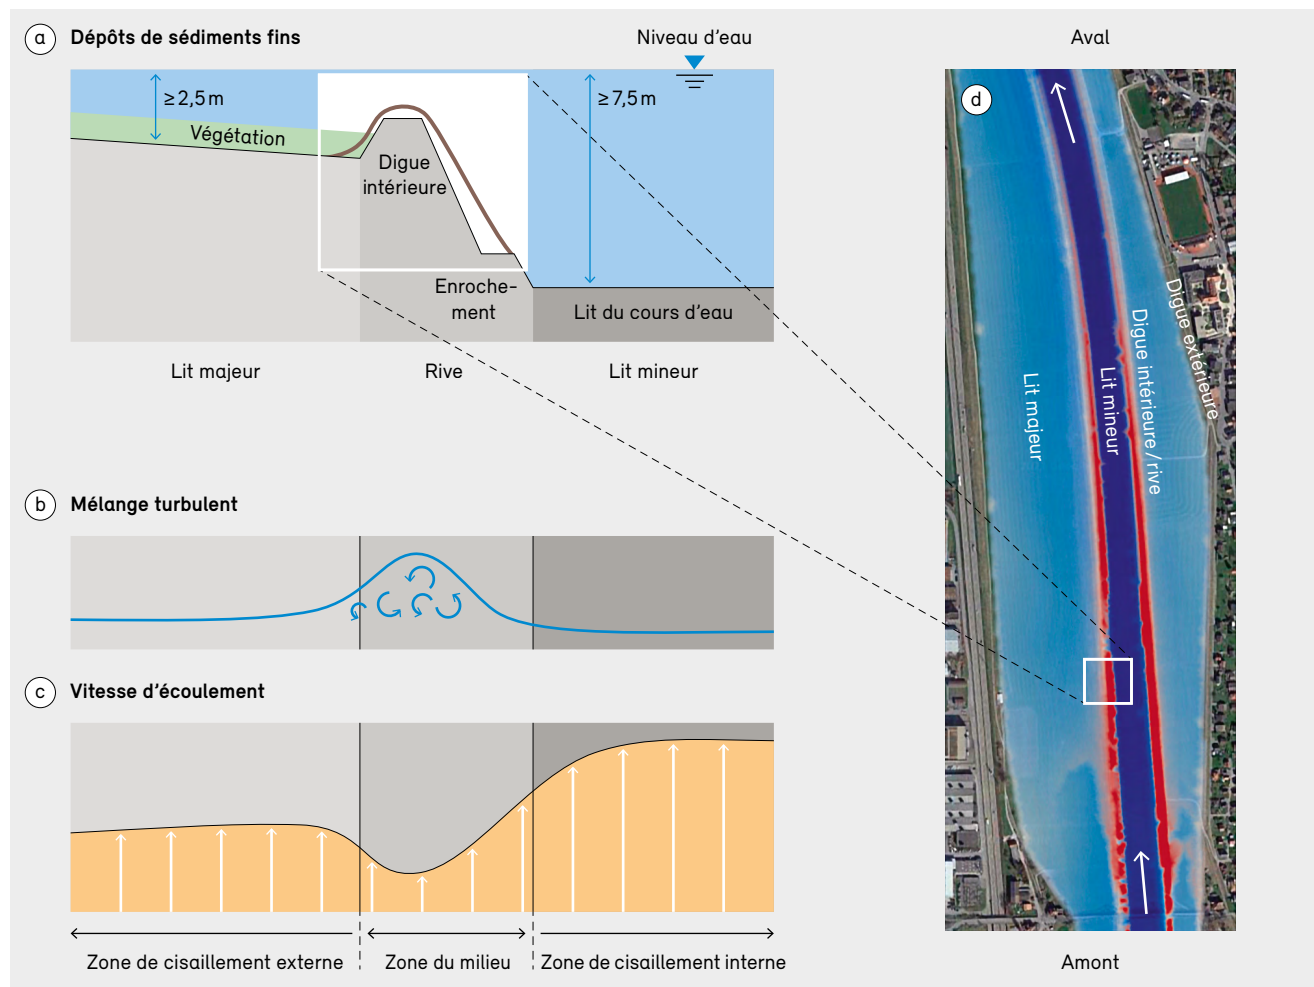 a Dépôts de sédiments fins
Niveau d'eau
≥ 2,5 m
≥ 7,5 m
Végétation
Digue
intérieure
Enroche-
ment
Lit du cours d'eau
Lit majeur
Rive
Lit mineur
b Mélange turbulent
c Vitesse d'écoulement
Zone de cisaillement externe
Zone du milieu
Zone de cisaillement interne
Aval
d
Lit majeur
Lit mineur
Digue intérieure / rive
Digue extérieure
Amont